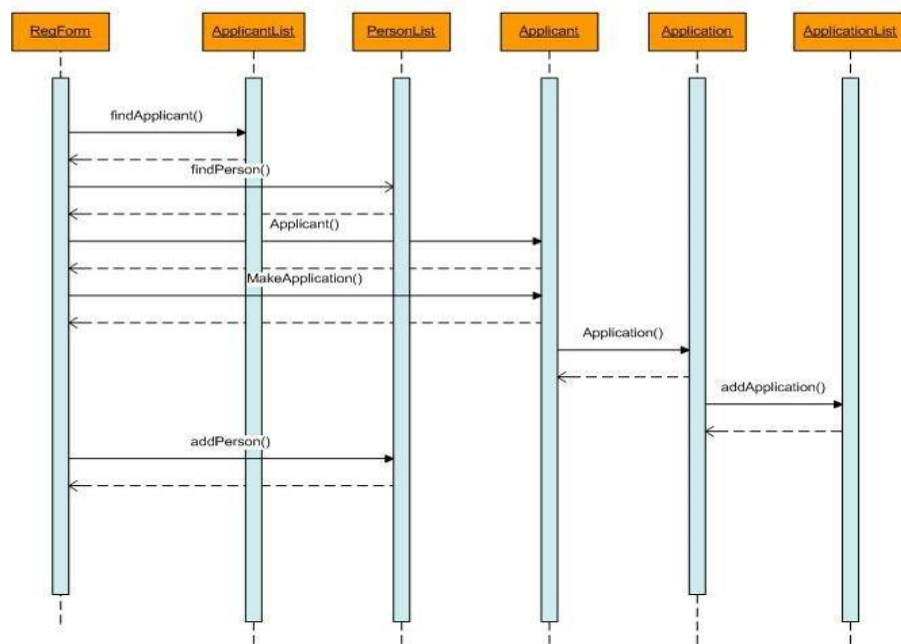 RegForm
ApplicantList
PersonList
Applicant
Application
ApplicationList
findApplicant()
findPerson()
Applicant()
MakeApplication()
Application()
addApplication()
addPerson()